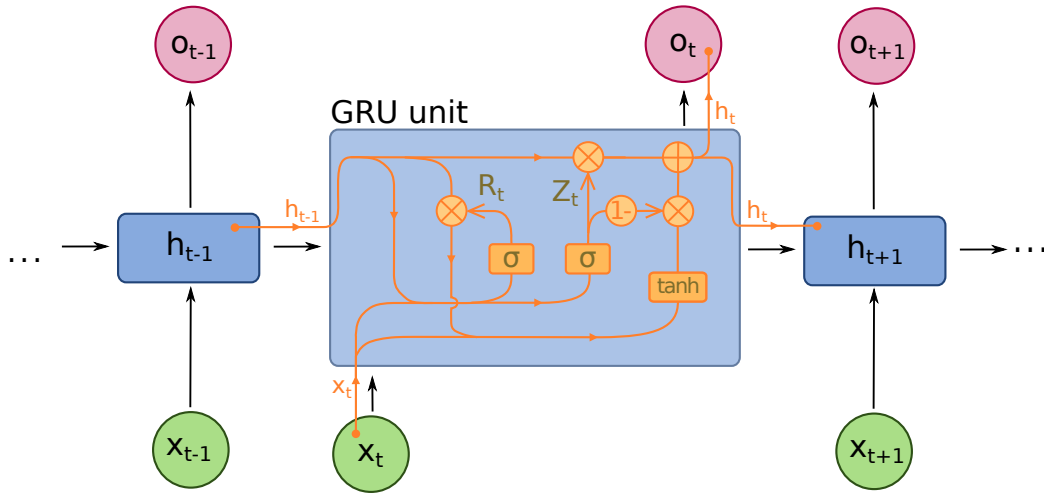 o_{t-1}
o_t
o_{t+1}
GRU unit
h_t
R_t
Z_t
h_{t-1}
1-
h_t
...
h_{t-1}
σ
σ
tanh
h_{t+1}
...
x_t
x_{t-1}
x_t
x_{t+1}